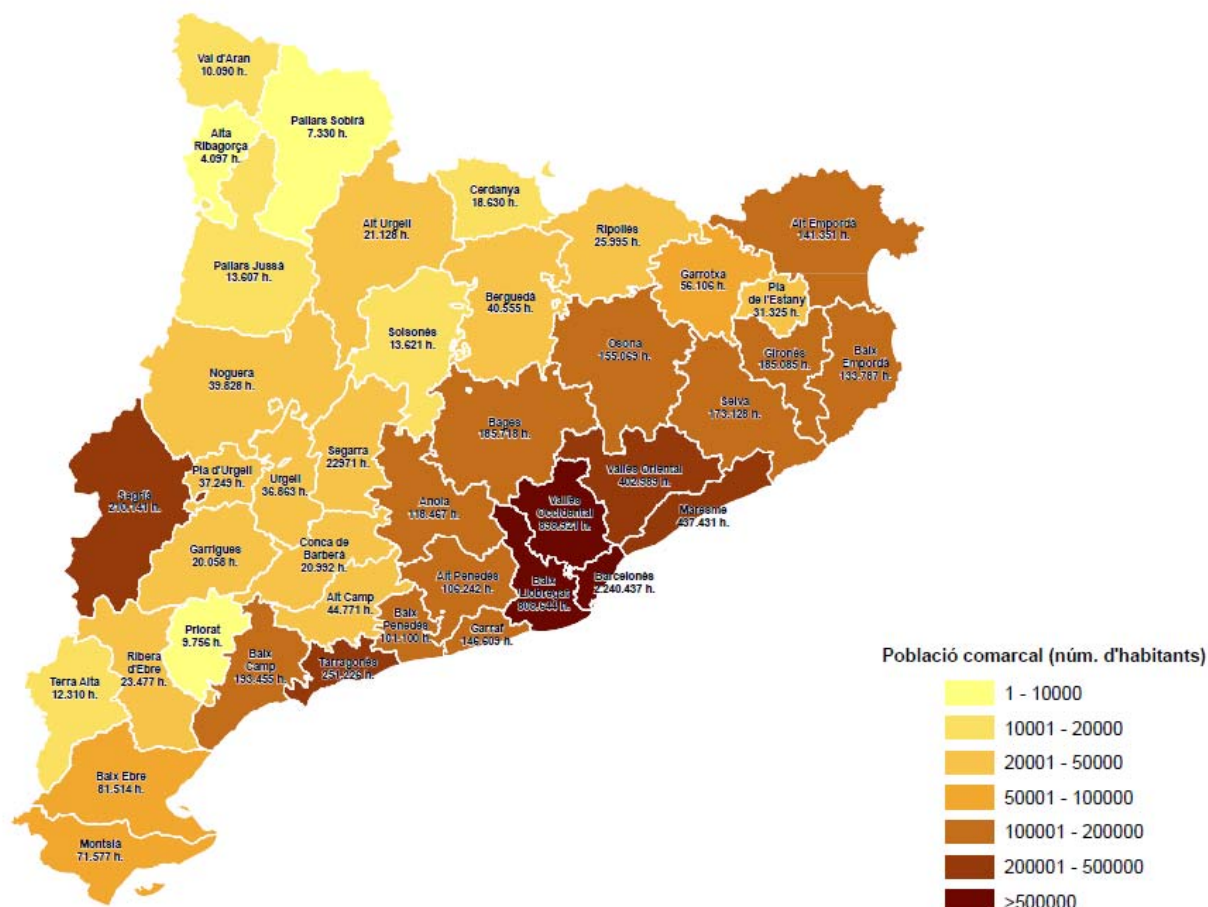 Val d'Aran
10.090 h.
Pallars Sobirà
7.330 h.
Alta
Ribagorça
4.097 h.
Cerdanya
18.630 h.
Alt Urgell
21.128 h.
Ripollès
25.995 h.
Alt Empordà
141.351 h.
Pallars Jussà
13.607 h.
Garrotxa
56.106 h.
Pla
de l'Estany
31.325 h.
Berguedà
40.555 h.
Solsonès
13.621 h.
Osona
155.069 h.
Gironès
185.085 h.
Baix
Empordà
133.787 h.
Noguera
39.828 h.
Selva
173.128 h.
Bages
185.718 h.
Segarra
22971 h.
Pla d'Urgell
37.249 h.
Urgell
36.863 h.
Vallès Oriental
402.989 h.
Segrià
Anoia
118.467 h.
Vallès
Occidental
898.921 h.
Maresme
437.431 h.
Garrigues
20.058 h.
Conca de
Barberà
20.992 h.
Alt Penedès
106.242 h.
Baix
Llobregat
808.644 h.
Barcelonès
2.240.437 h.
Alt Camp
44.771 h.
Baix
Penedès
101.100 h.
Garraf
146.609 h.
Priorat
9.756 h.
Baix
Camp
193.455 h.
Tarragonès
251.226 h.
Ribera
d'Ebre
23.477 h.
Terra Alta
12.310 h.
Baix Ebre
81.514 h.
Montsià
71.577 h.
Població comarcal (núm. d'habitants)
1 - 10000
10001 - 20000
20001 - 50000
50001 - 100000
100001 - 200000
200001 - 500000
>500000